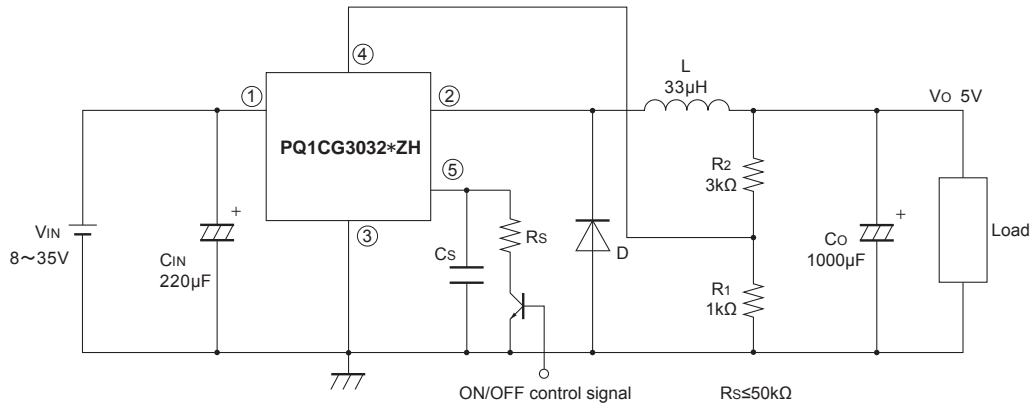 ④
L
33μH
①
②
VO 5V
PQ1CG3032∗ZH
R2
3kΩ
⑤
+
+
VIN
8～35V
③
RS
Load
CIN
220μF
CS
D
CO
1000μF
R1
1kΩ
ON/OFF control signal
RS≤50kΩ